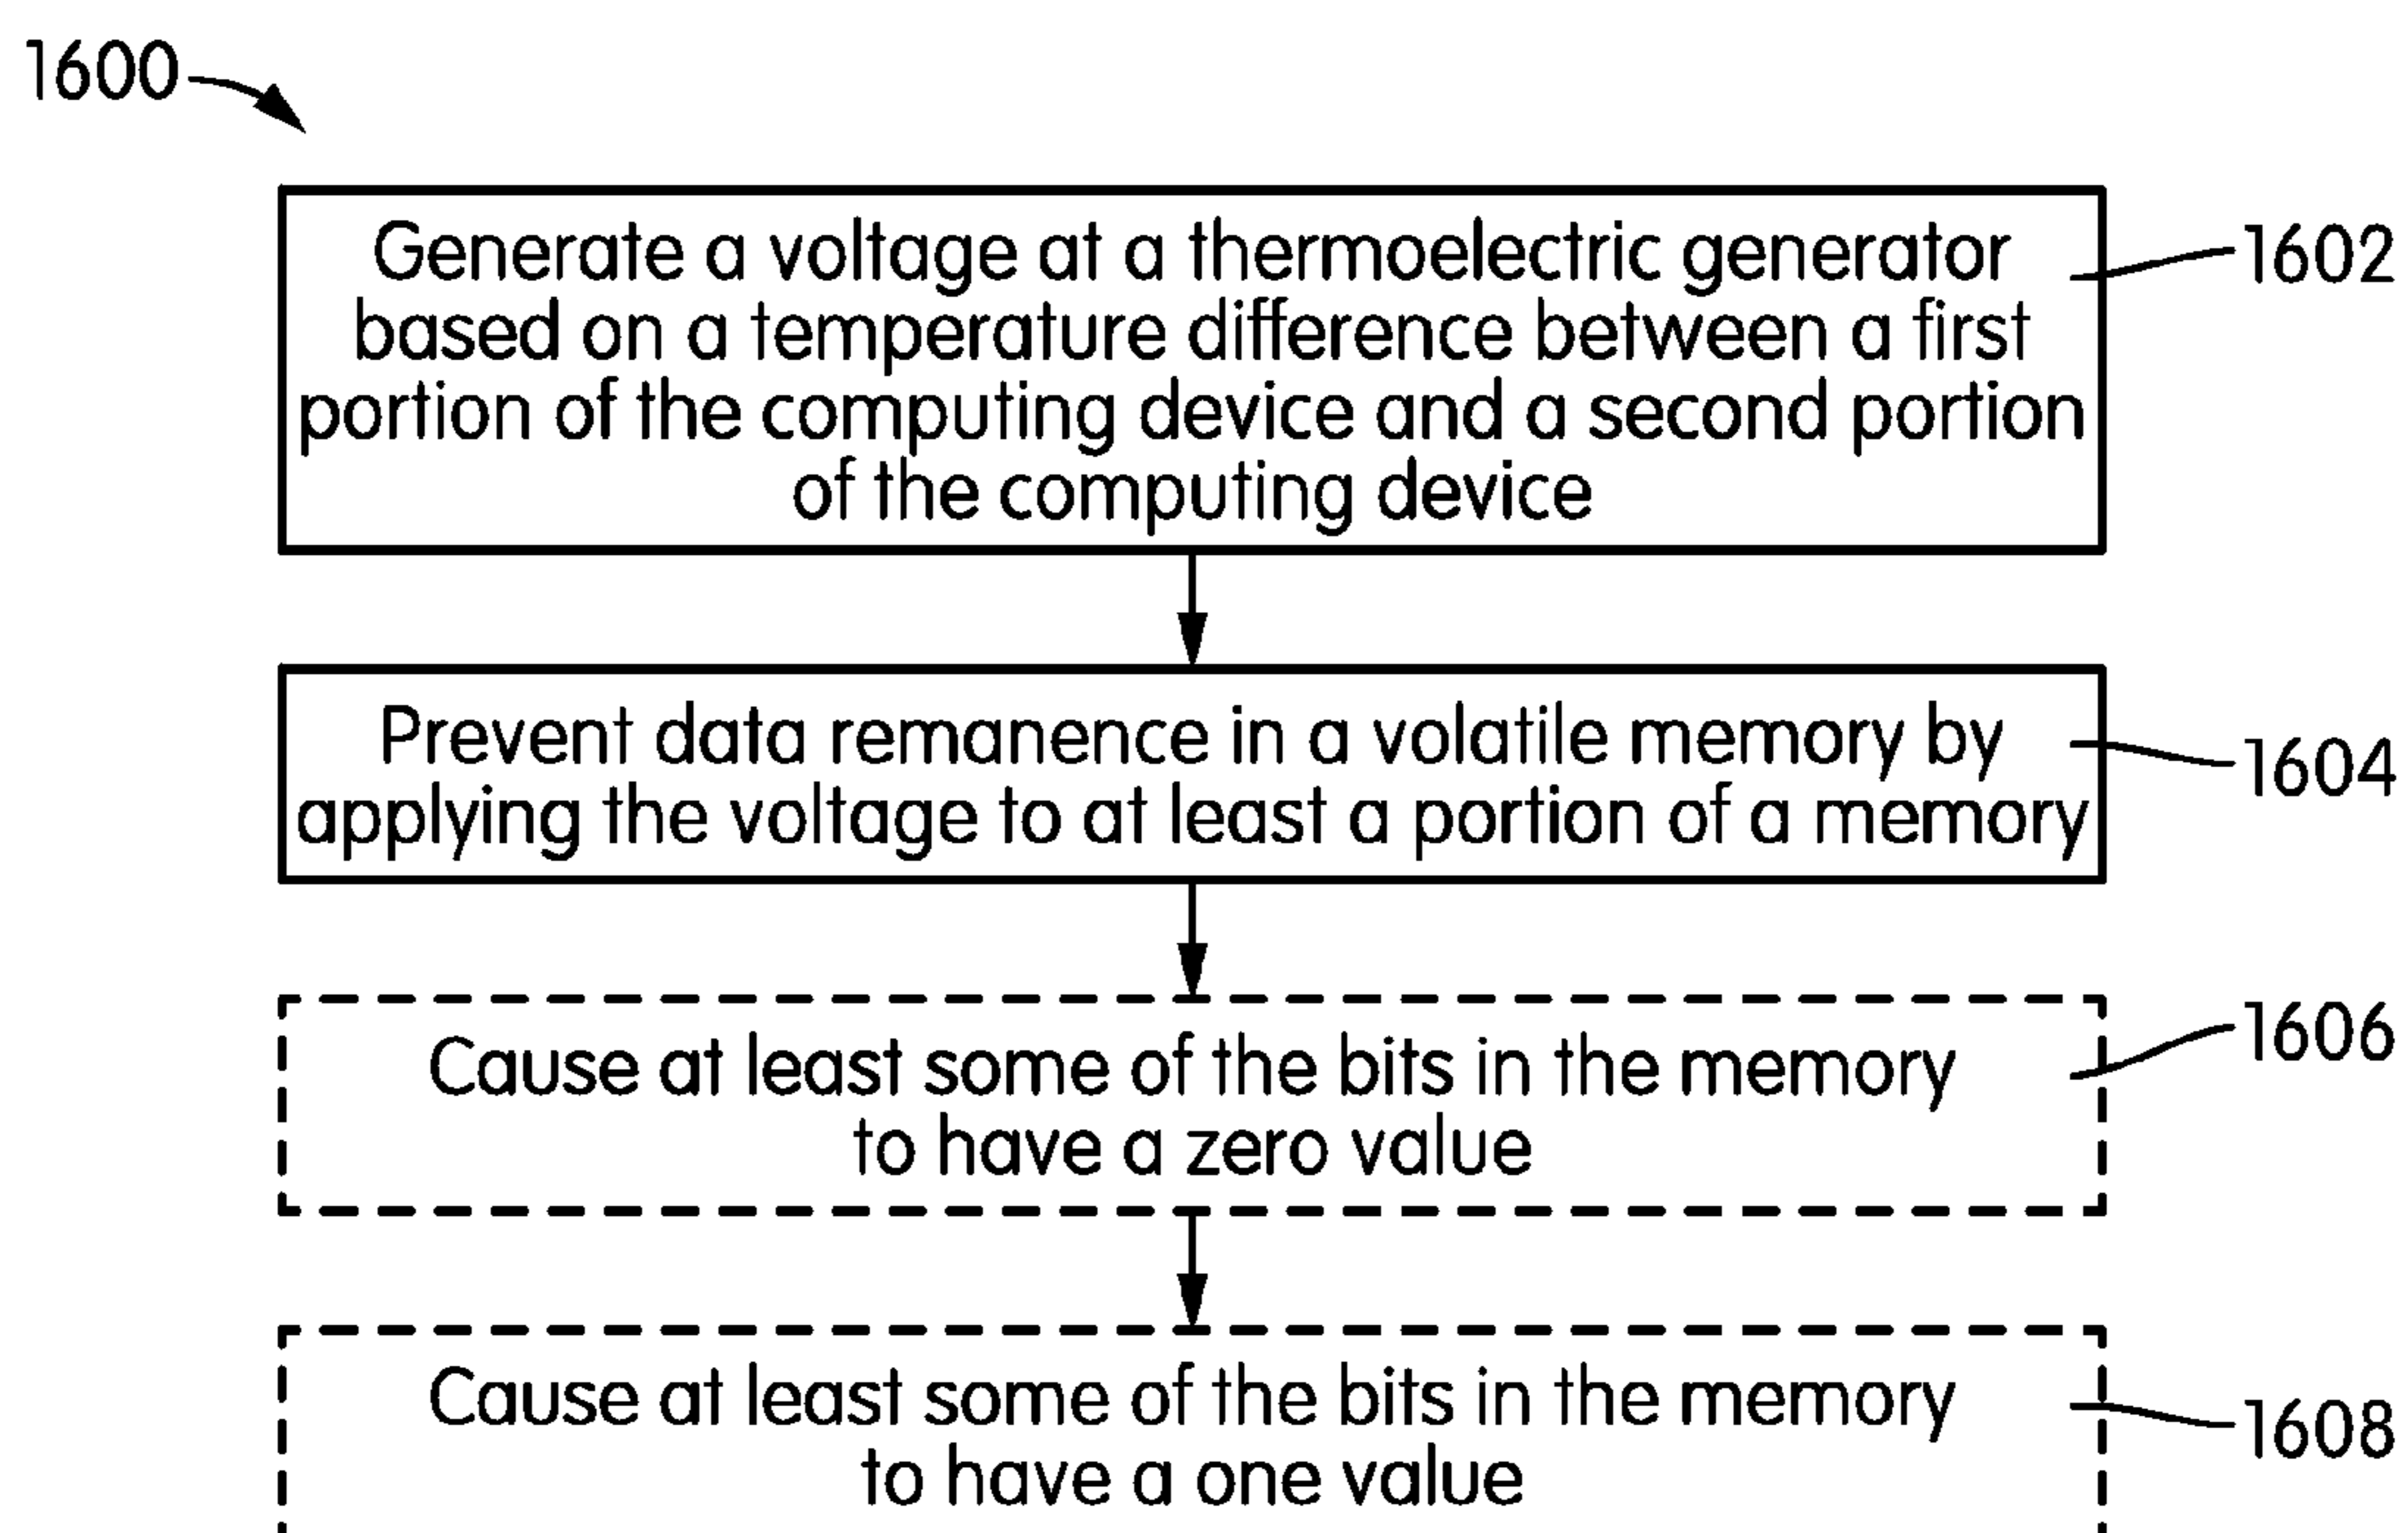 1600
Generate a voltage at a thermoelectric generator
1602
based on a temperature difference between a first
portion of the computing device and a second portion
of the computing device
Prevent data remanence in a volatile memory by
1604
applying the voltage to at least a portion of a memory
1606
Cause at least some of the bits in the memory
to have a zero value
Cause at least some of the bits in the memory
1608
to have a one value